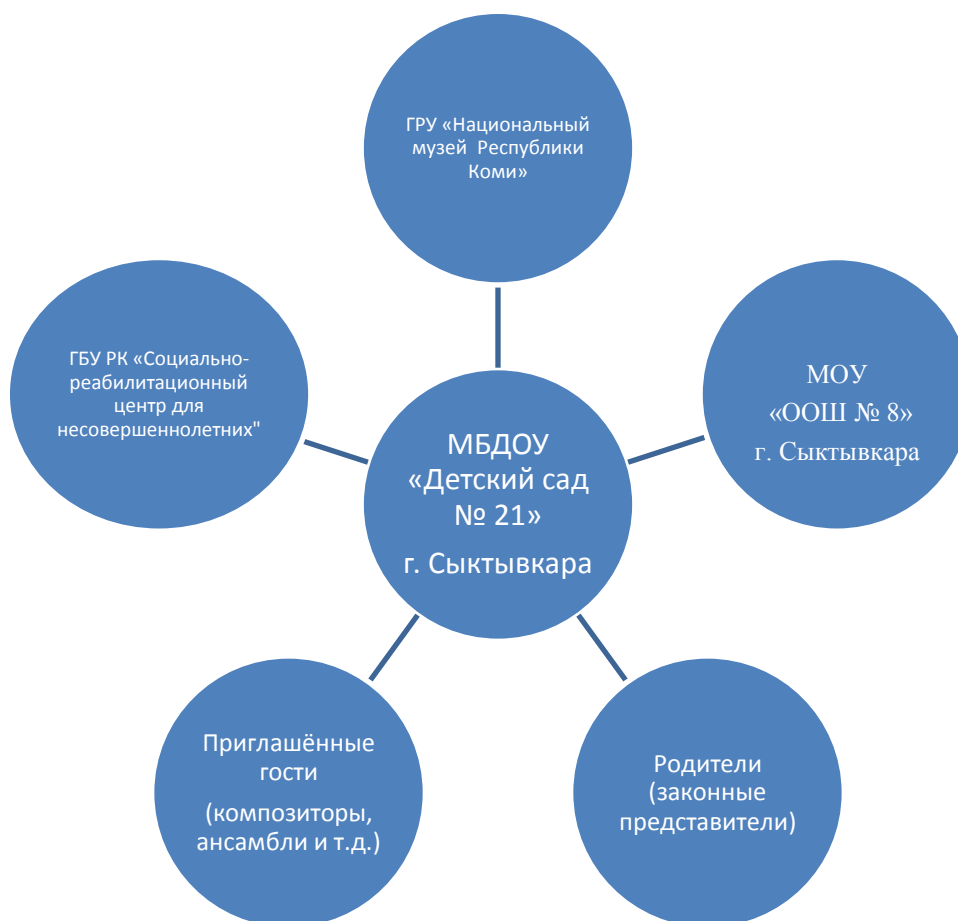 ГРУ «Национальный
музей Республики
Коми»
ГБУ РК «Социально-
реабилитационный
центр для
несовершеннолетних"
МОУ
«ООШ № 8»
г. Сыктывкара
МБДОУ
«Детский сад
№ 21»
г. Сыктывкара
Приглашённые
гости
(композиторы,
ансамбли и т.д.)
Родители
(законные
представители)